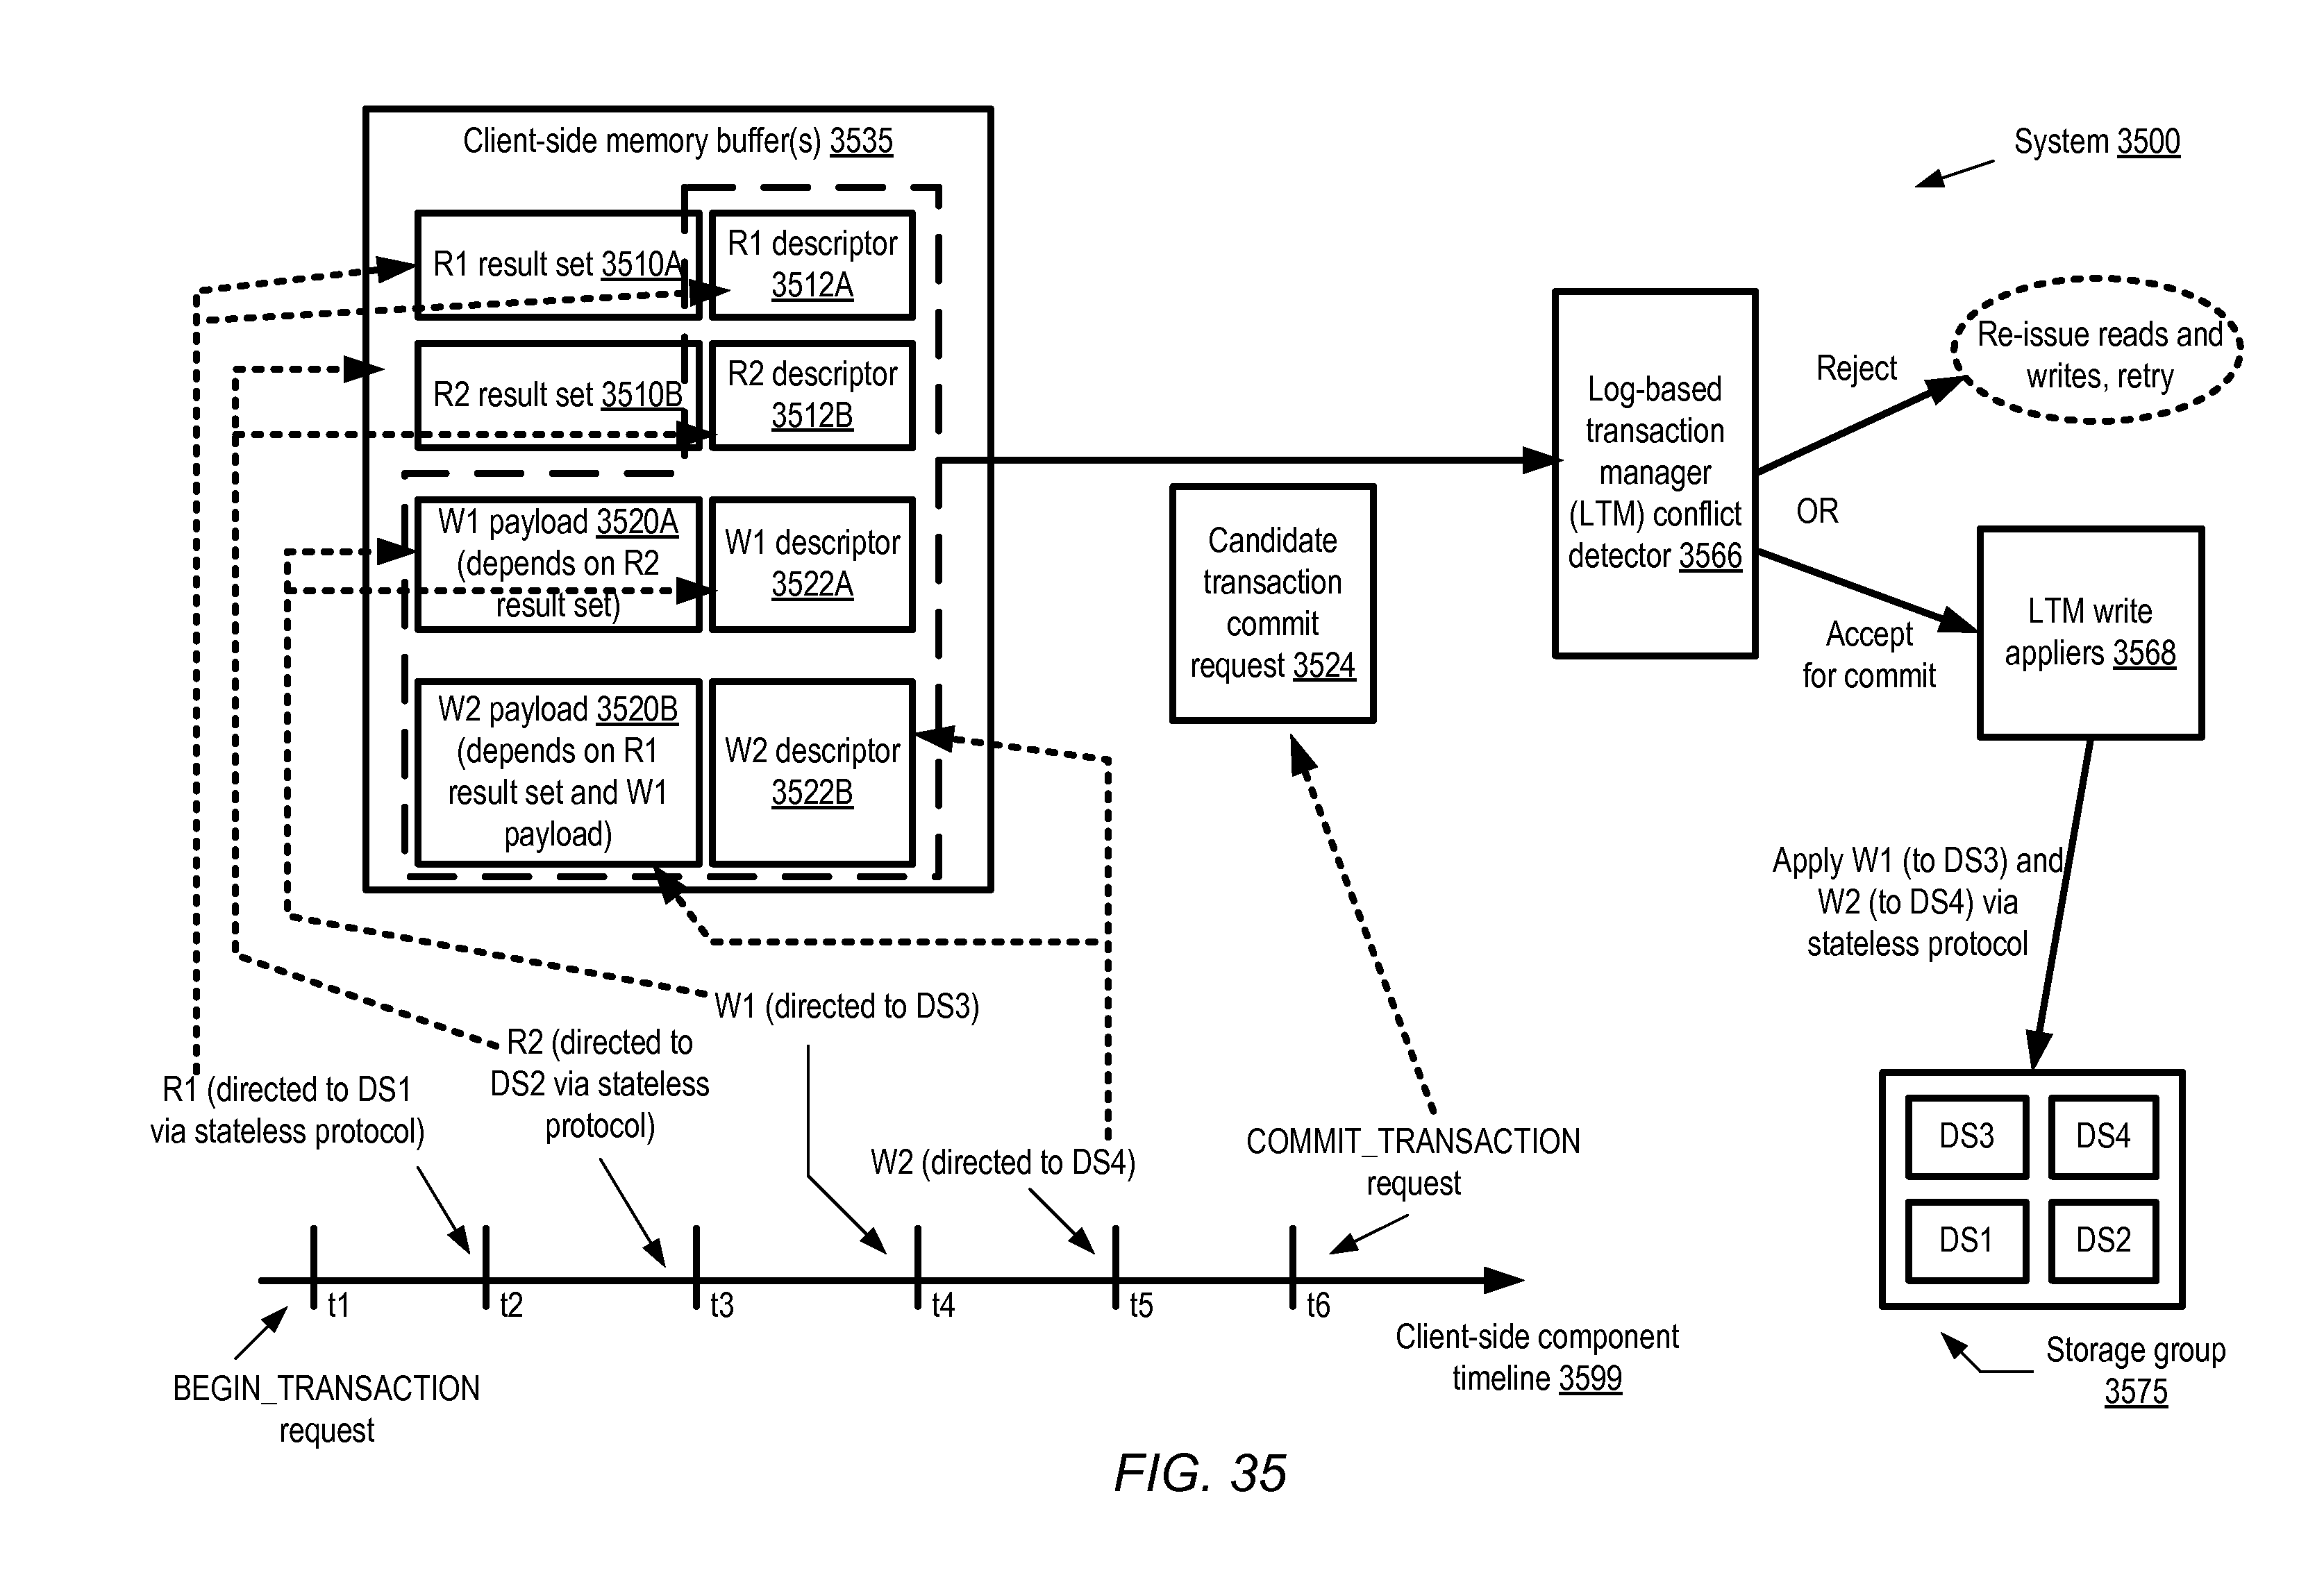 Client-side memory buffer(s) 3535
System 3500
R1 result set 3510A
R1 descriptor
3512A
R2 result set 3510B
R2 descriptor
3512B
W1 payload 3520A
(depends on R2
result set)
W1 descriptor
3522A
W2 payload 3520B
(depends on R1
result set and W1
payload)
W2 descriptor
3522B
Candidate
transaction
commit
request 3524
Log-based
transaction
manager
(LTM) conflict
detector 3566
Reject
Re-issue reads and
writes, retry
OR
Accept
for commit
LTM write
appliers 3568
Apply W1 (to DS3) and
W2 (to DS4) via
stateless protocol
DS3
DS4
DS1
DS2
Storage group
3575
R1 (directed to DS1
via stateless protocol)
R2 (directed to
DS2 via stateless
protocol)
W1 (directed to DS3)
W2 (directed to DS4)
COMMIT_TRANSACTION
request
t1
t2
t3
t4
t5
t6
BEGIN_TRANSACTION
request
Client-side component
timeline 3599
FIG. 35